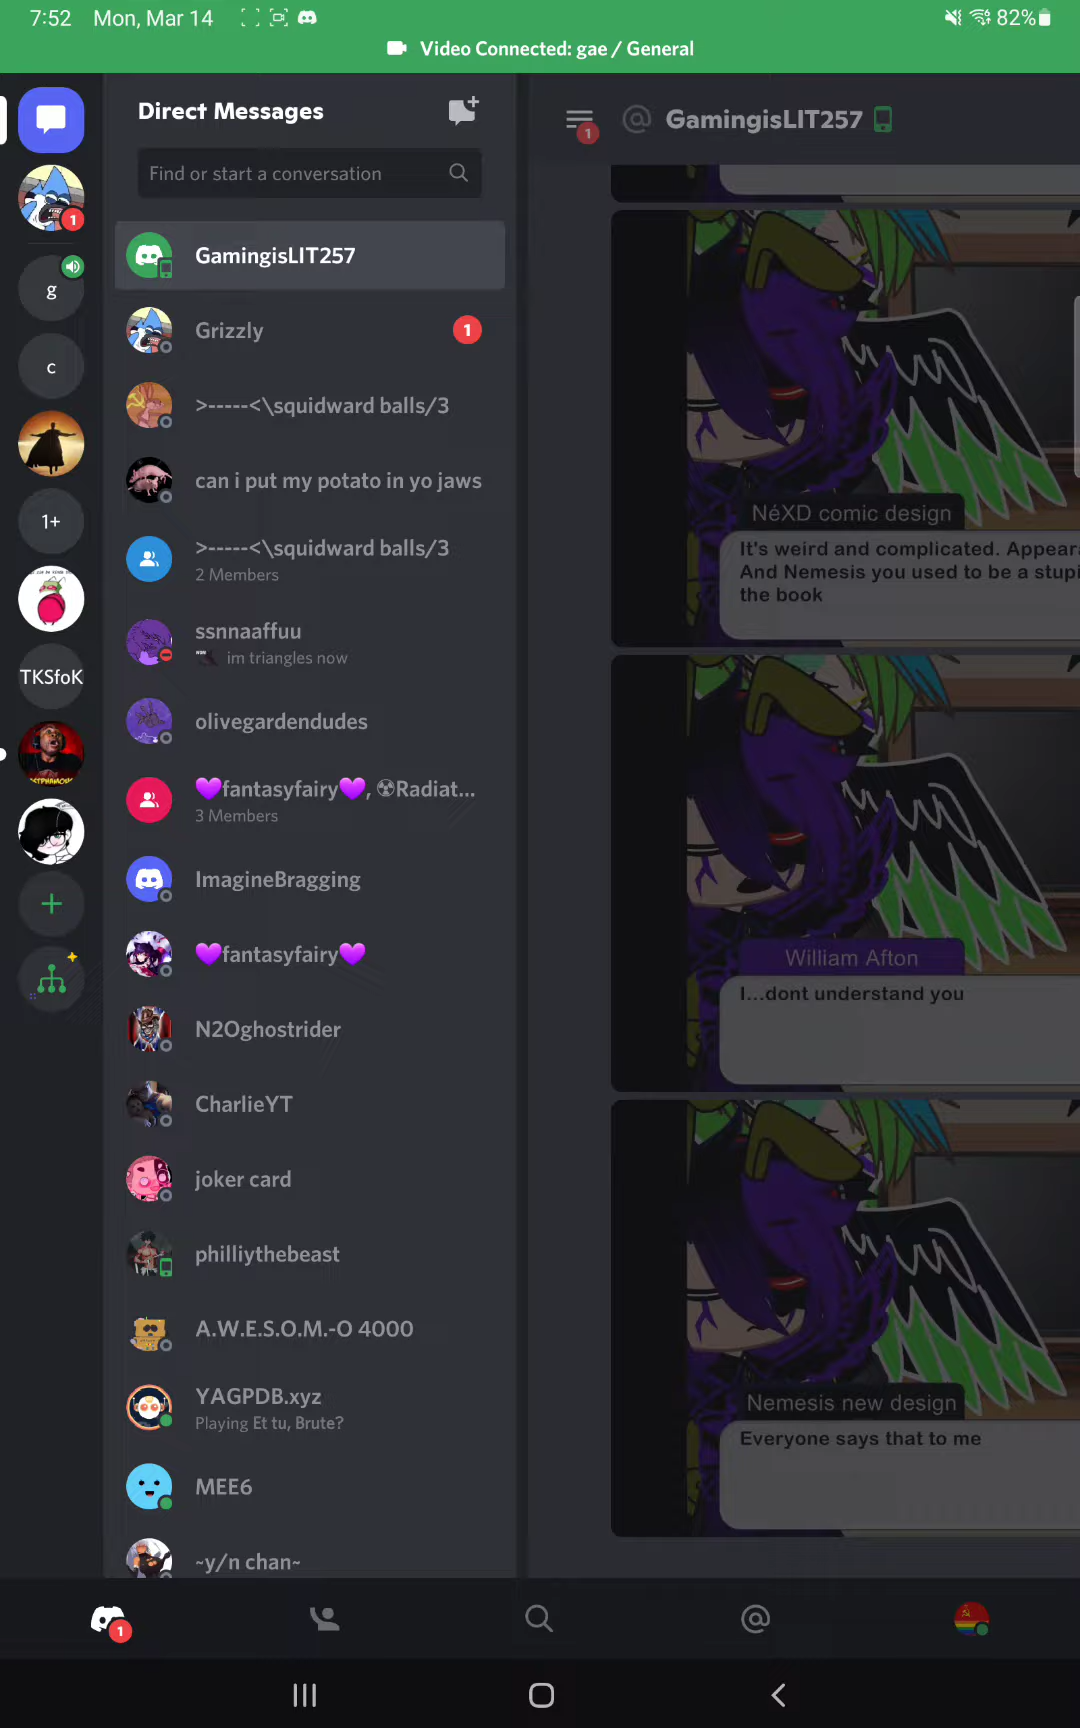 7:52 Mon, Mar 14
82%
Video Connected: gae / General
Direct Messages
Find or start a conversation
1
g
c
1+
TKSfoK
GamingisLIT257
Grizzly
1
>-----<\squidward balls/3
can i put my potato in yo jaws
>-----<\squidward balls/3
2 Members
ssnnaaffuu
im triangles now
olivegardendudes
💜fantasyfairy💜, ☢Radiat...
3 Members
ImagineBragging
💜fantasyfairy💜
N2Oghostrider
CharlieYT
joker card
philliythebeast
A.W.E.S.O.M.-O 4000
YAGPDB.xyz
Playing Et tu, Brute?
MEE6
~y/n chan~
1
@ GamingisLIT257
NéXD comic design
It's weird and complicated. Appear
And Nemesis you used to be a stupi
the book
William Afton
I...dont understand you
Nemesis new design
Everyone says that to me
1